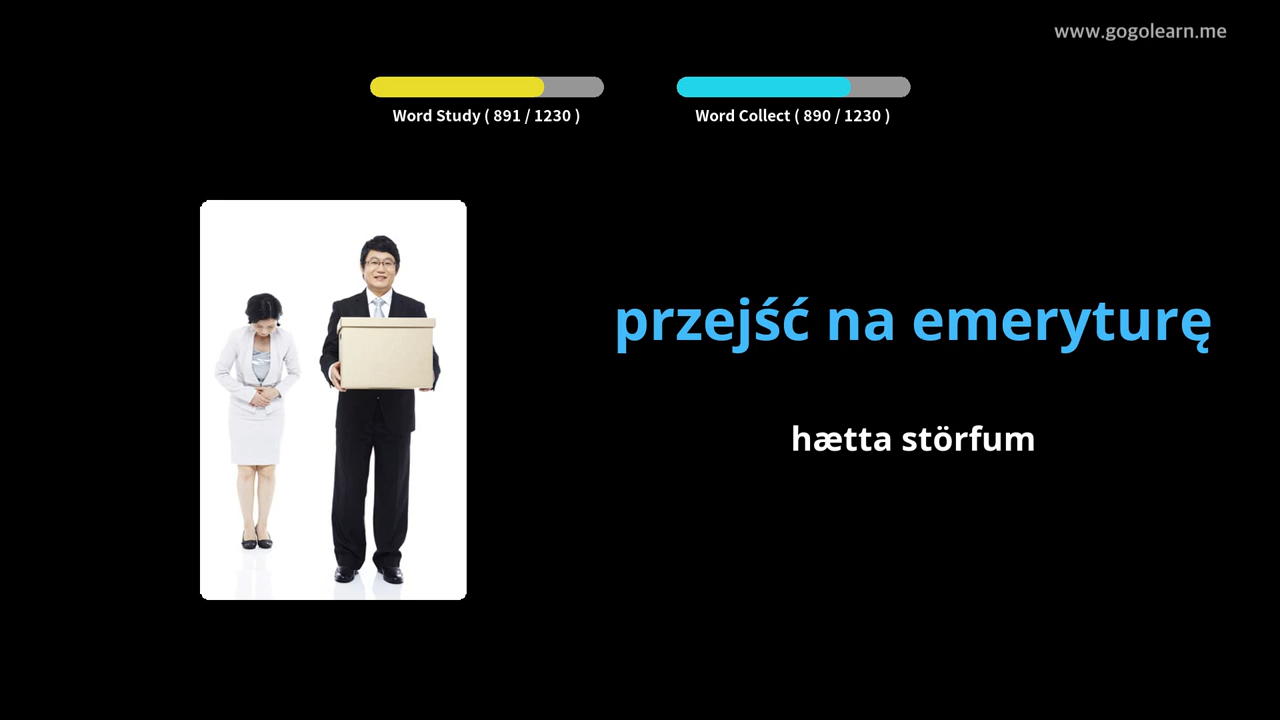 www.gogolearn.me
Word Study ( 891 / 1230 )
Word Collect ( 890 / 1230 )
przejść na emeryturę
hætta störfum